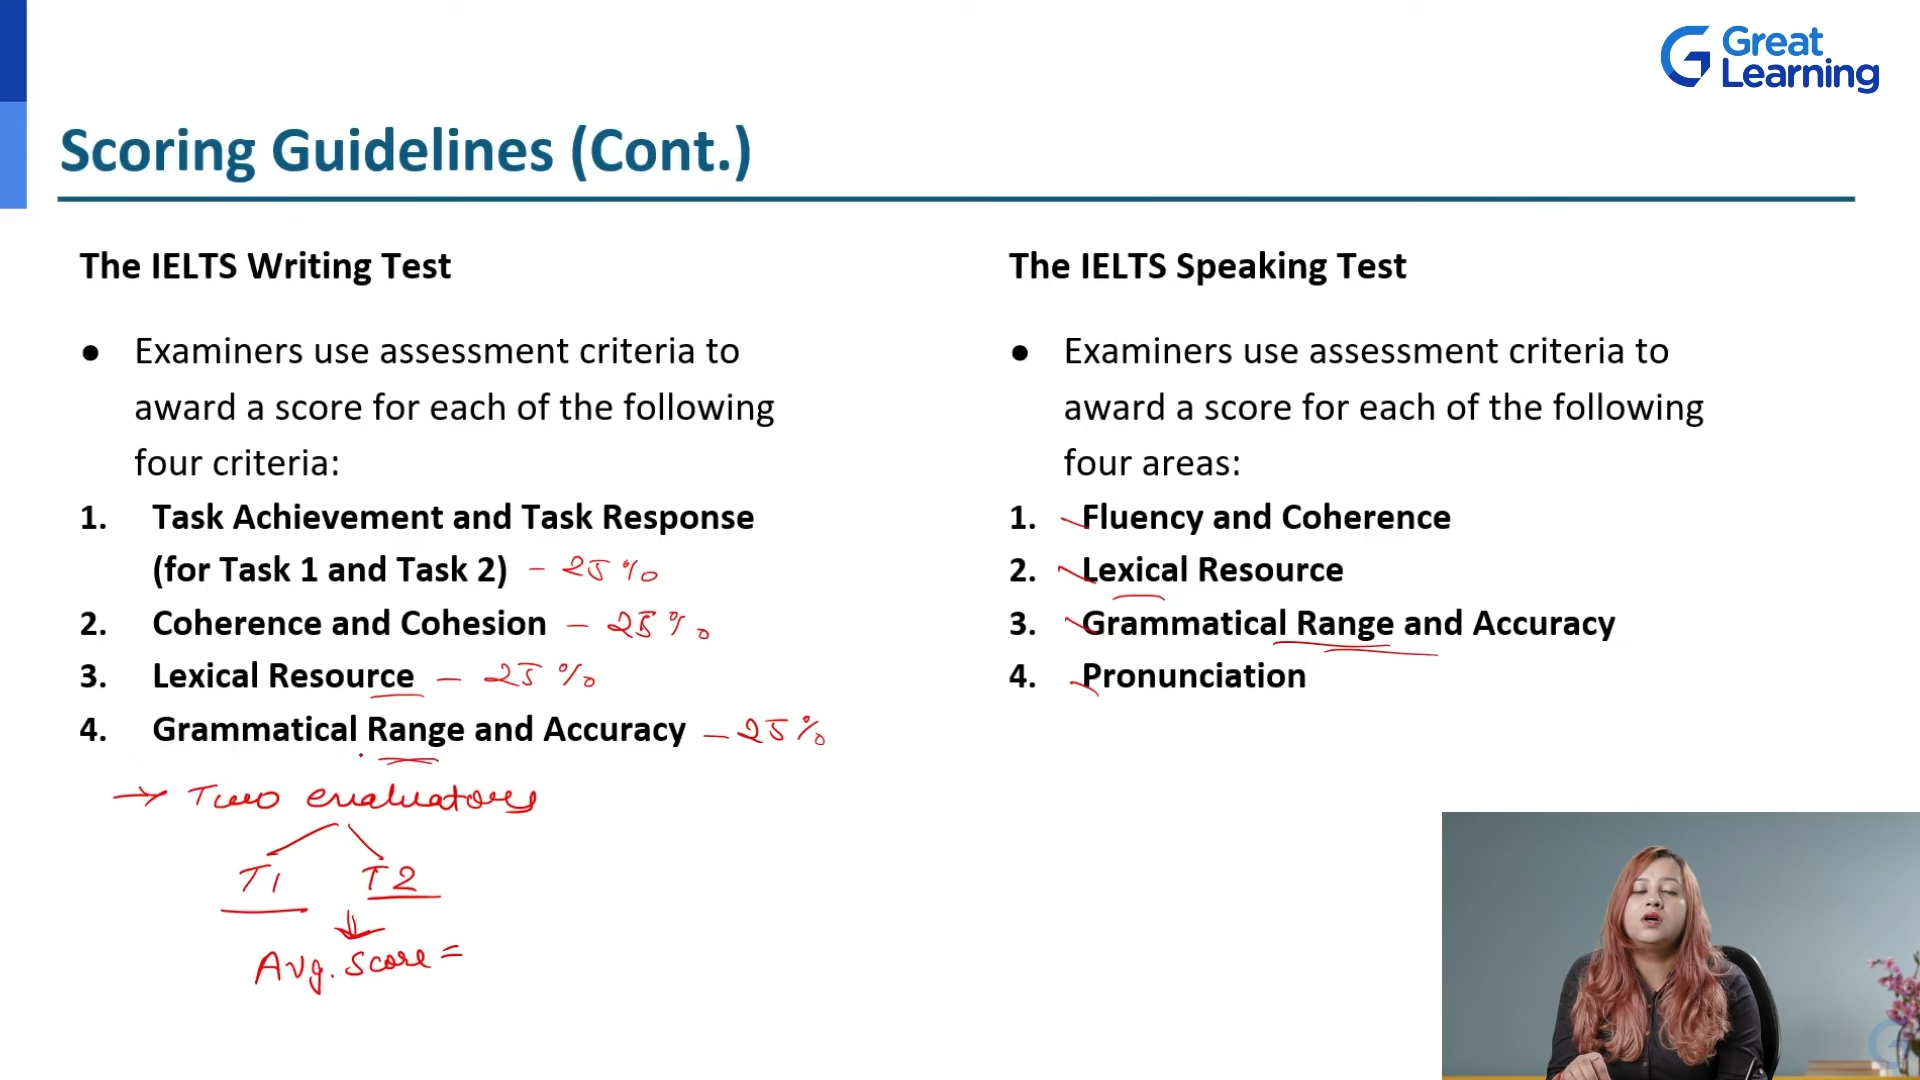 Great
Learning
Scoring Guidelines (Cont.)
The IELTS Writing Test
● Examiners use assessment criteria to
award a score for each of the following
four criteria:
1. Task Achievement and Task Response
(for Task 1 and Task 2) - 25%
2. Coherence and Cohesion - 25%
3. Lexical Resource - 25%
4. Grammatical Range and Accuracy - 25%
→ Two evaluators
T1 T2
Avg. Score =
The IELTS Speaking Test
● Examiners use assessment criteria to
award a score for each of the following
four areas:
1. Fluency and Coherence
2. Lexical Resource
3. Grammatical Range and Accuracy
4. Pronunciation